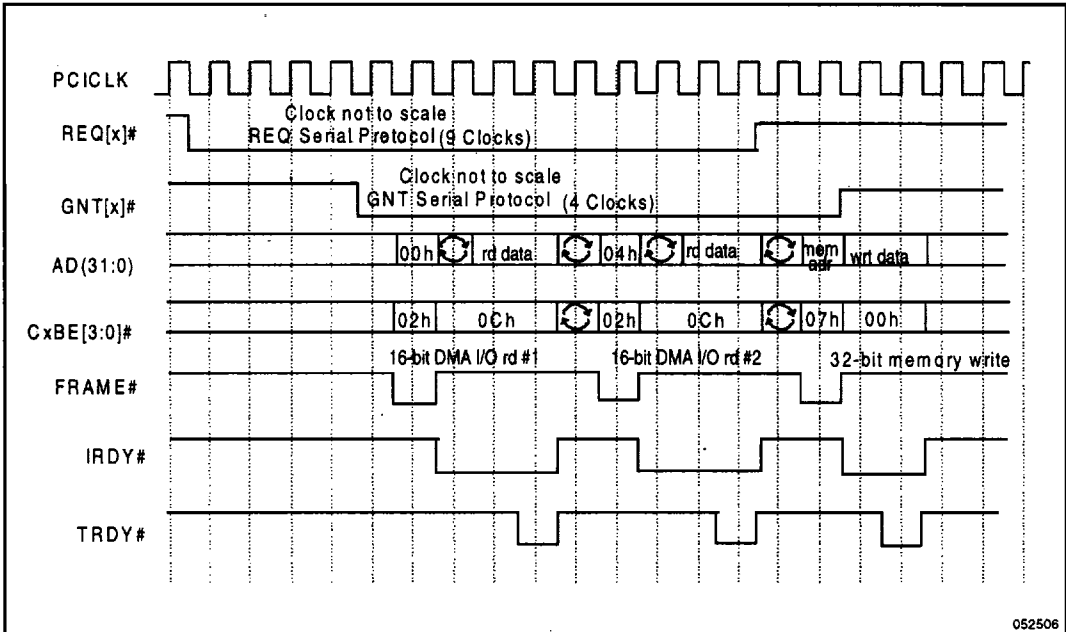 PCICLK
Clock not to scale
REQ[x]#
REQ Serial Protocol (9 Clocks)
Clock not to scale
GNT[x]#
GNT Serial Protocol (4 Clocks)
AD(31:0)
00h rd data 04h rd data mem adr wrt data
CxBE[3:0]#
02h 0Ch 02h 0Ch 07h 00h
16-bit DMA I/O rd #1 16-bit DMA I/O rd #2 32-bit memory write
FRAME#
IRDY#
TRDY#
052506